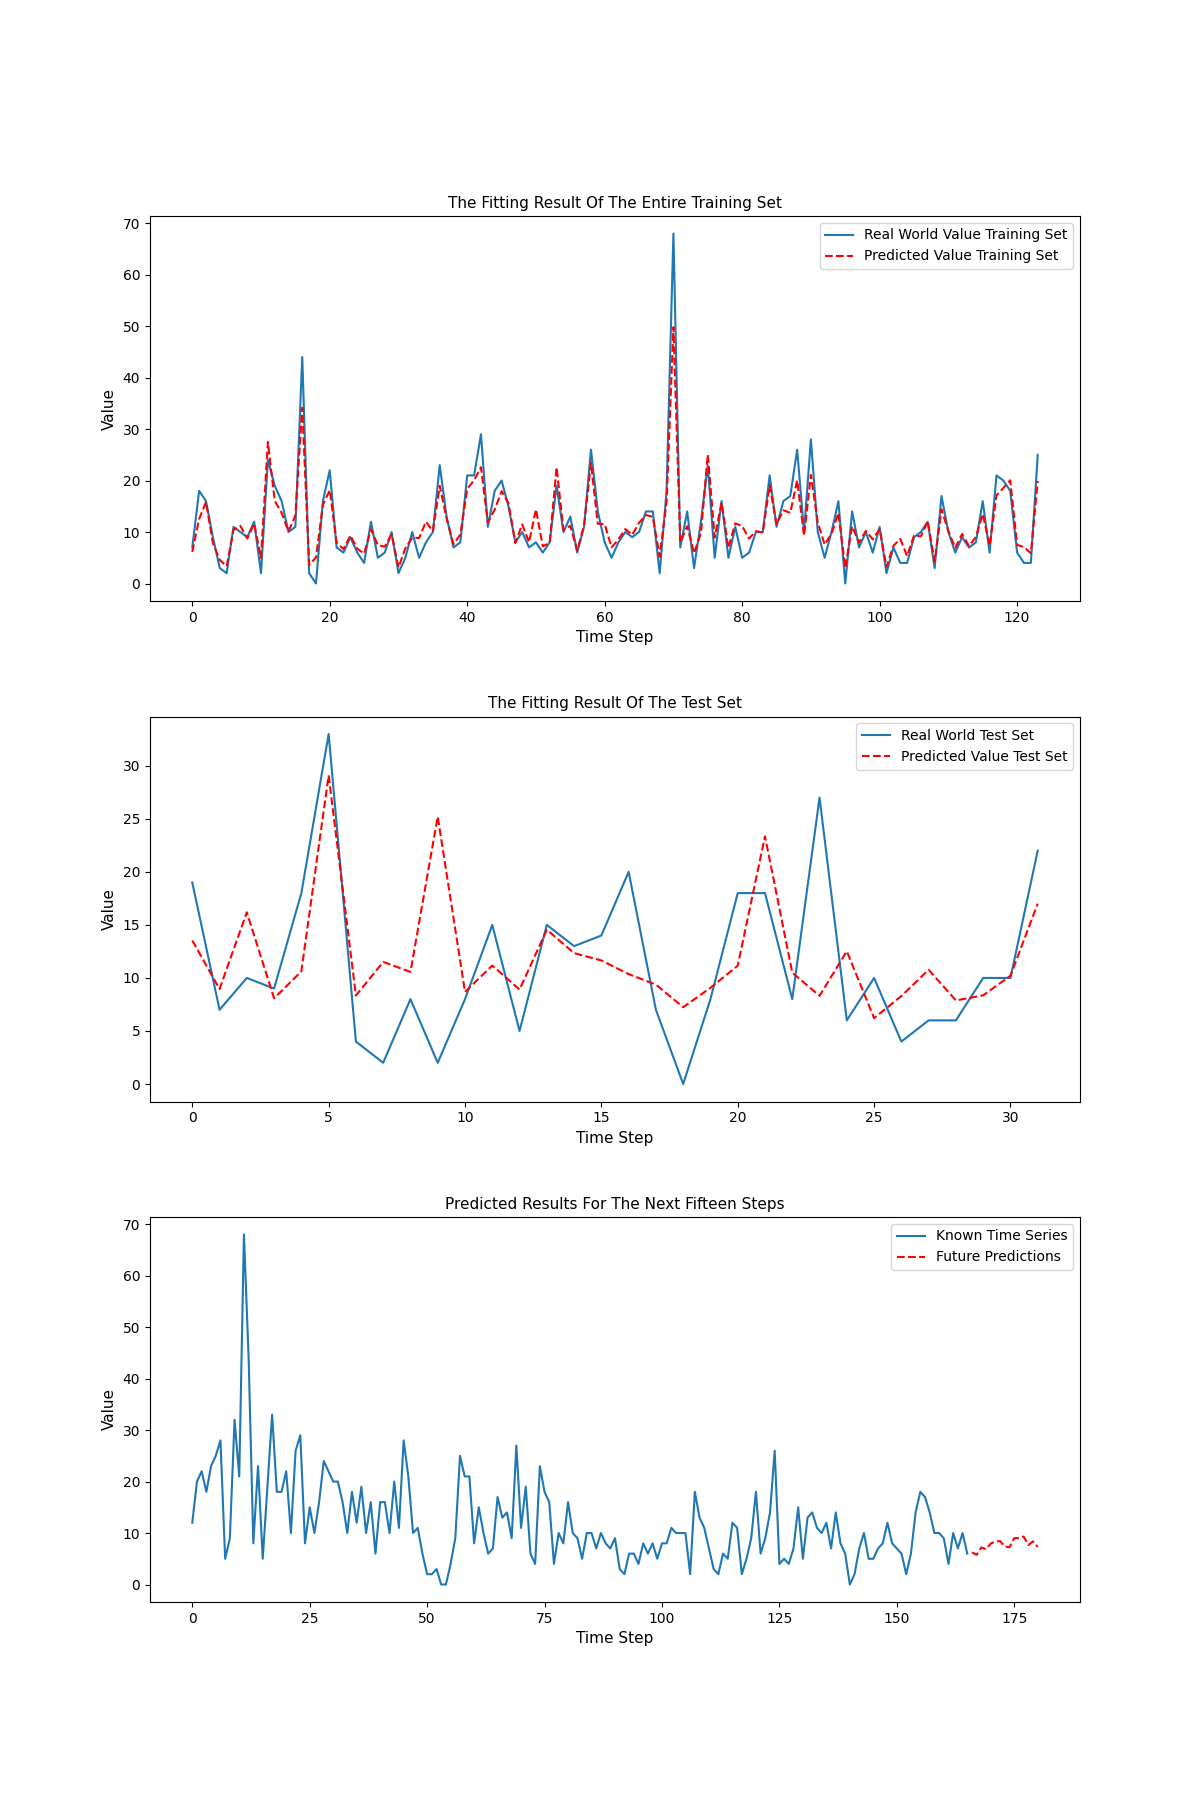 The Fitting Result Of The Entire Training Set
70
60
50
40
30
20
10
0
Value
Real World Value Training Set
Predicted Value Training Set
0 20 40 60 80 100 120
Time Step
The Fitting Result Of The Test Set
30
25
20
15
10
5
0
Value
Real World Test Set
Predicted Value Test Set
0 5 10 15 20 25 30
Time Step
Predicted Results For The Next Fifteen Steps
70
60
50
40
30
20
10
0
Value
Known Time Series
Future Predictions
0 25 50 75 100 125 150 175
Time Step